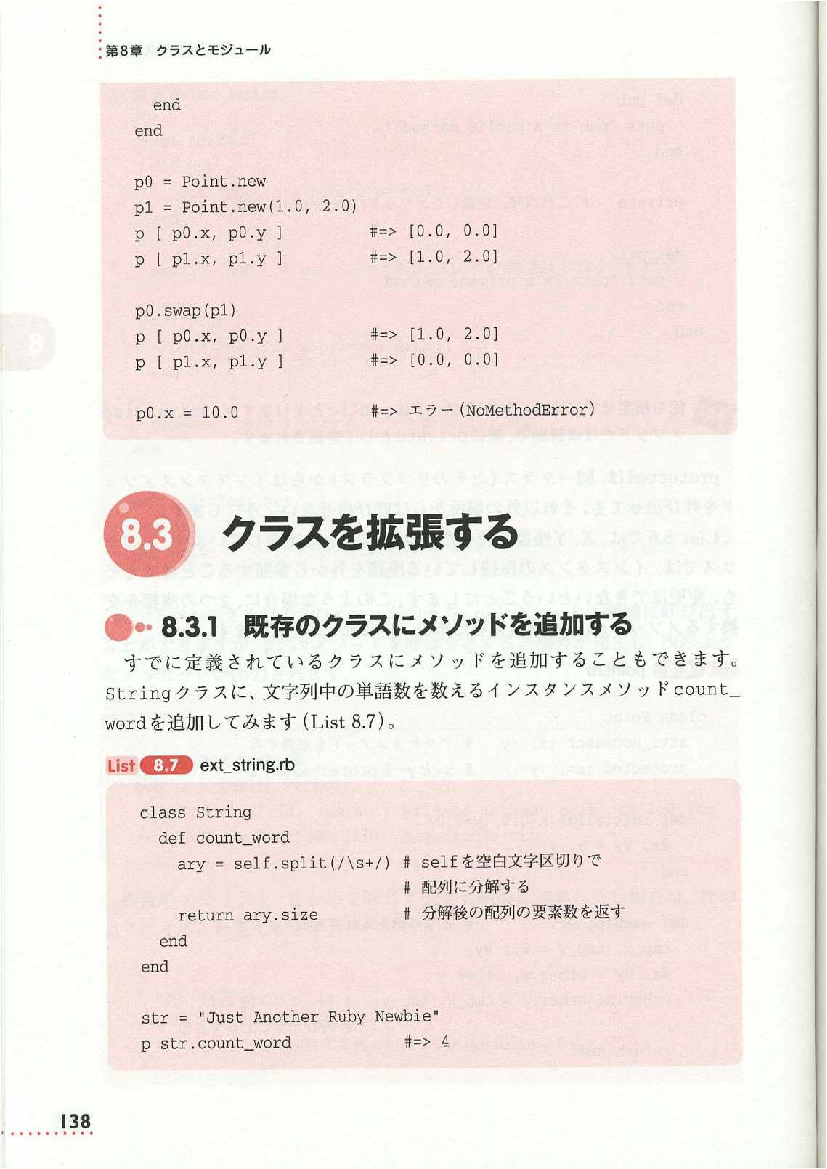 第8章 クラスとモジュール
end
end
p0 = Point.new
p1 = Point.new(1.0, 2.0)
p [ p0.x, p0.y ] #=> [0.0, 0.0]
p [ p1.x, p1.y ] #=> [1.0, 2.0]
p0.swap(p1)
p [ p0.x, p0.y ] #=> [1.0, 2.0]
p [ p1.x, p1.y ] #=> [0.0, 0.0]
p0.x = 10.0 #=> エラー(NoMethodError)
8.3 クラスを拡張する
8.3.1 既存のクラスにメソッドを追加する
すでに定義されているクラスにメソッドを追加することもできます。
Stringクラスに、文字列中の単語数を数えるインスタンスメソッドcount_
wordを追加してみます(List 8.7)。
List 8.7 ext_string.rb
class String
def count_word
ary = self.split(/\s+/) # selfを空白文字区切りで
# 配列に分解する
return ary.size # 分解後の配列の要素数を返す
end
end
str = "Just Another Ruby Newbie"
p str.count_word #=> 4
8
138